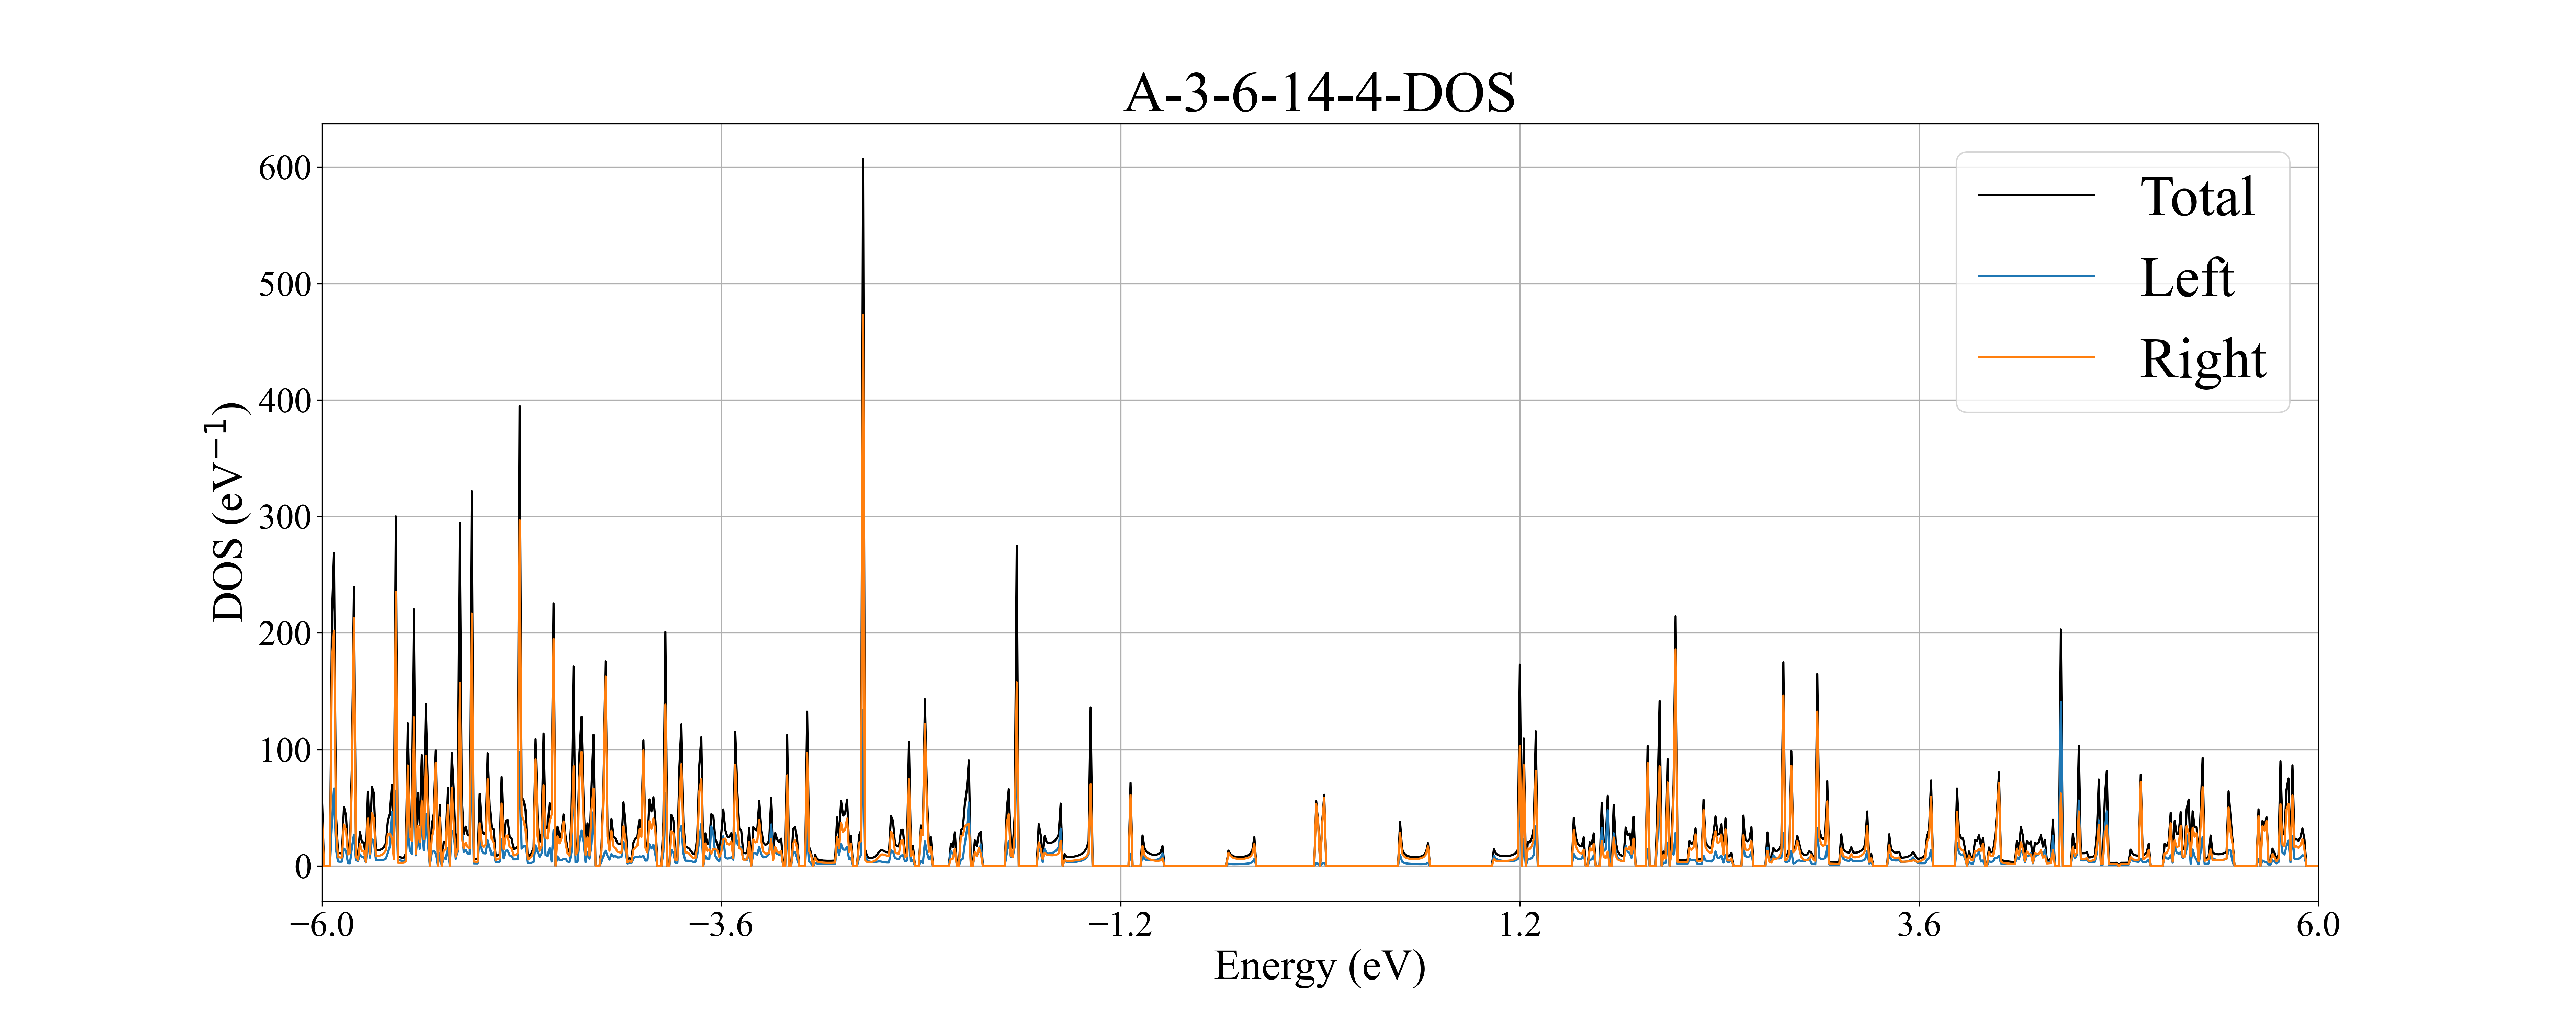 A-3-6-14-4-DOS
Total
Left
Right
DOS (eV⁻¹)
600
500
400
300
200
100
0
−6.0 −3.6 −1.2 1.2 3.6 6.0
Energy (eV)